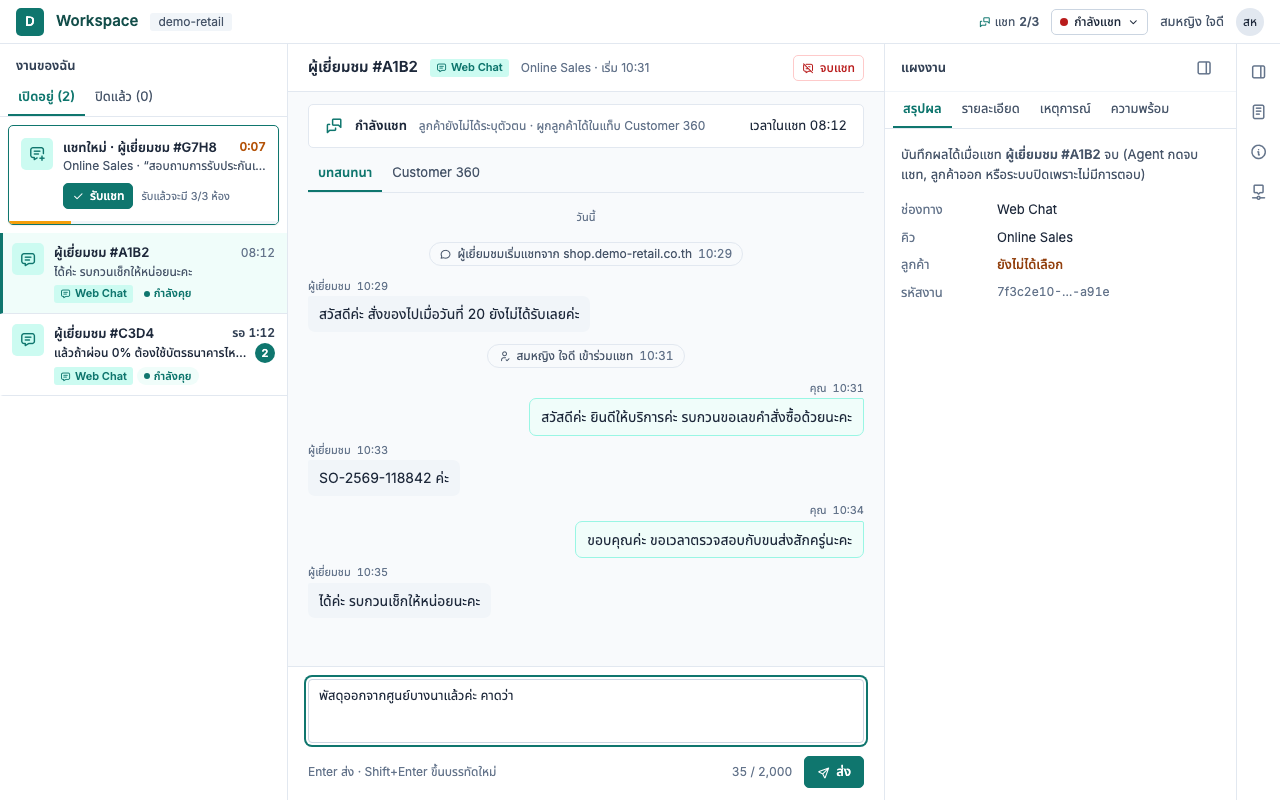 D Workspace demo-retail
แชท 2/3 กำลังแชท สมหญิง ใจดี สห
งานของฉัน
เปิดอยู่ (2) ปิดแล้ว (0)
แชทใหม่ · ผู้เยี่ยมชม #G7H8 0:07
Online Sales · “สอบถามการรับประกันเ...
รับแชท รับแล้วจะมี 3/3 ห้อง
ผู้เยี่ยมชม #A1B2 08:12
ได้ค่ะ รบกวนเช็กให้หน่อยนะคะ
Web Chat กำลังคุย
ผู้เยี่ยมชม #C3D4 รอ 1:12
แล้วถ้าผ่อน 0% ต้องใช้บัตรธนาคารไห... 2
Web Chat กำลังคุย
ผู้เยี่ยมชม #A1B2 Web Chat Online Sales · เริ่ม 10:31 จบแชท
กำลังแชท ลูกค้ายังไม่ได้ระบุตัวตน · ผูกลูกค้าได้ในแท็บ Customer 360 เวลาในแชท 08:12
บทสนทนา Customer 360
วันนี้
ผู้เยี่ยมชมเริ่มแชทจาก shop.demo-retail.co.th 10:29
ผู้เยี่ยมชม 10:29
สวัสดีค่ะ สั่งของไปเมื่อวันที่ 20 ยังไม่ได้รับเลยค่ะ
สมหญิง ใจดี เข้าร่วมแชท 10:31
คุณ 10:31
สวัสดีค่ะ ยินดีให้บริการค่ะ รบกวนขอเลขคำสั่งซื้อด้วยนะคะ
ผู้เยี่ยมชม 10:33
SO-2569-118842 ค่ะ
คุณ 10:34
ขอบคุณค่ะ ขอเวลาตรวจสอบกับขนส่งสักครู่นะคะ
ผู้เยี่ยมชม 10:35
ได้ค่ะ รบกวนเช็กให้หน่อยนะคะ
พัสดุออกจากศูนย์บางนาแล้วค่ะ คาดว่า
Enter ส่ง · Shift+Enter ขึ้นบรรทัดใหม่ 35 / 2,000 ส่ง
แผงงาน
สรุปผล รายละเอียด เหตุการณ์ ความพร้อม
บันทึกผลได้เมื่อแชท ผู้เยี่ยมชม #A1B2 จบ (Agent กดจบ
แชท, ลูกค้าออก หรือระบบปิดเพราะไม่มีการตอบ)
ช่องทาง Web Chat
คิว Online Sales
ลูกค้า ยังไม่ได้เลือก
รหัสงาน 7f3c2e10-...-a91e